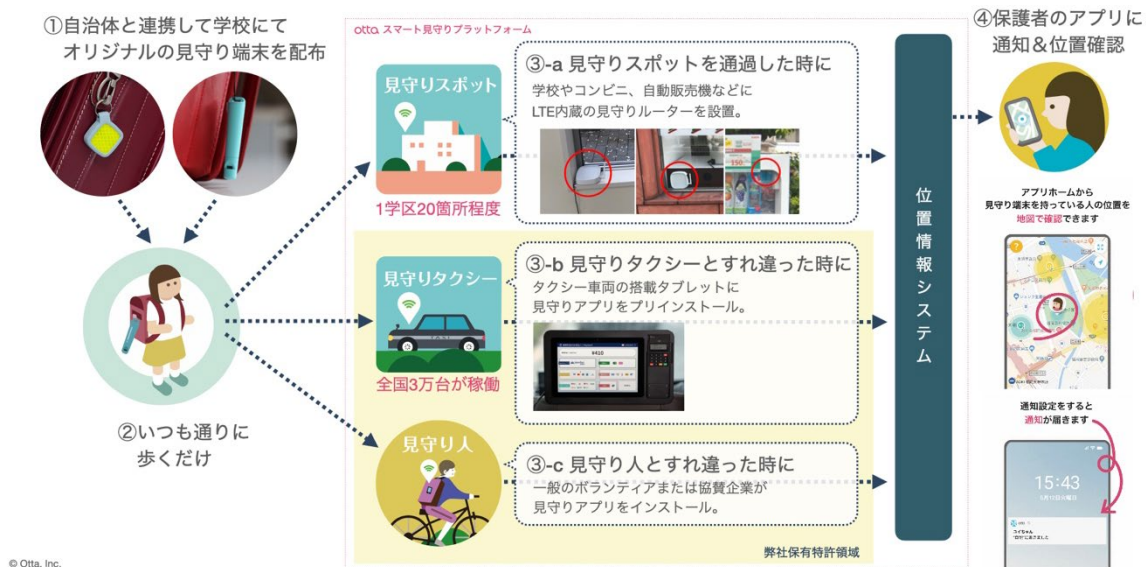 ①自治体と連携して学校にて
オリジナルの見守り端末を配布
②いつも通りに
歩くだけ
otta スマート見守りプラットフォーム
見守りスポット
1学区20箇所程度
③-a 見守りスポットを通過した時に
学校やコンビニ、自動販売機などに
LTE内蔵の見守りルーターを設置。
見守りタクシー
全国3万台が稼働
③-b 見守りタクシーとすれ違った時に
タクシー車両の搭載タブレットに
見守りアプリをプリインストール。
見守り人
③-c 見守り人とすれ違った時に
一般のボランティアまたは協賛企業が
見守りアプリをインストール。
弊社保有特許領域
位置情報システム
④保護者のアプリに
通知&位置確認
アプリホームから
見守り端末を持っている人の位置を
地図で確認できます
通知設定をすると
通知が届きます
15:43
© Otta, Inc.